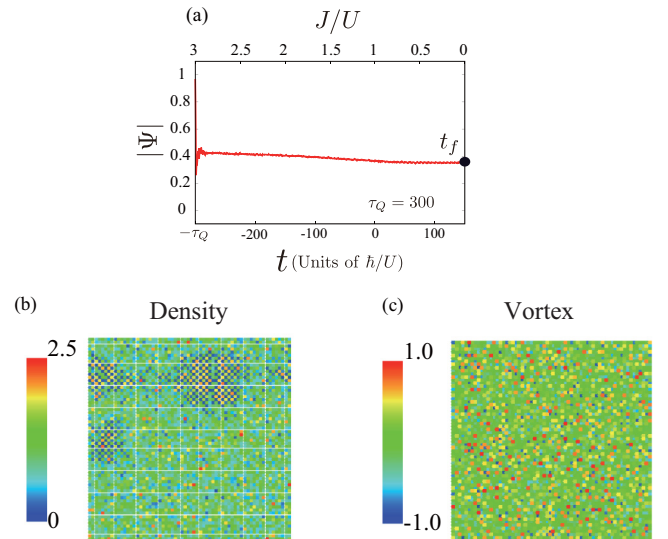 (a)
J/U
3 2.5 2 1.5 1 0.5 0
1
0.8
0.6
0.4
0.2
0
|Ψ|
t_f
τ_Q = 300
−τ_Q -200 -100 0 100
t (Units of ℏ/U)
(b) Density
2.5
0
(c) Vortex
1.0
-1.0